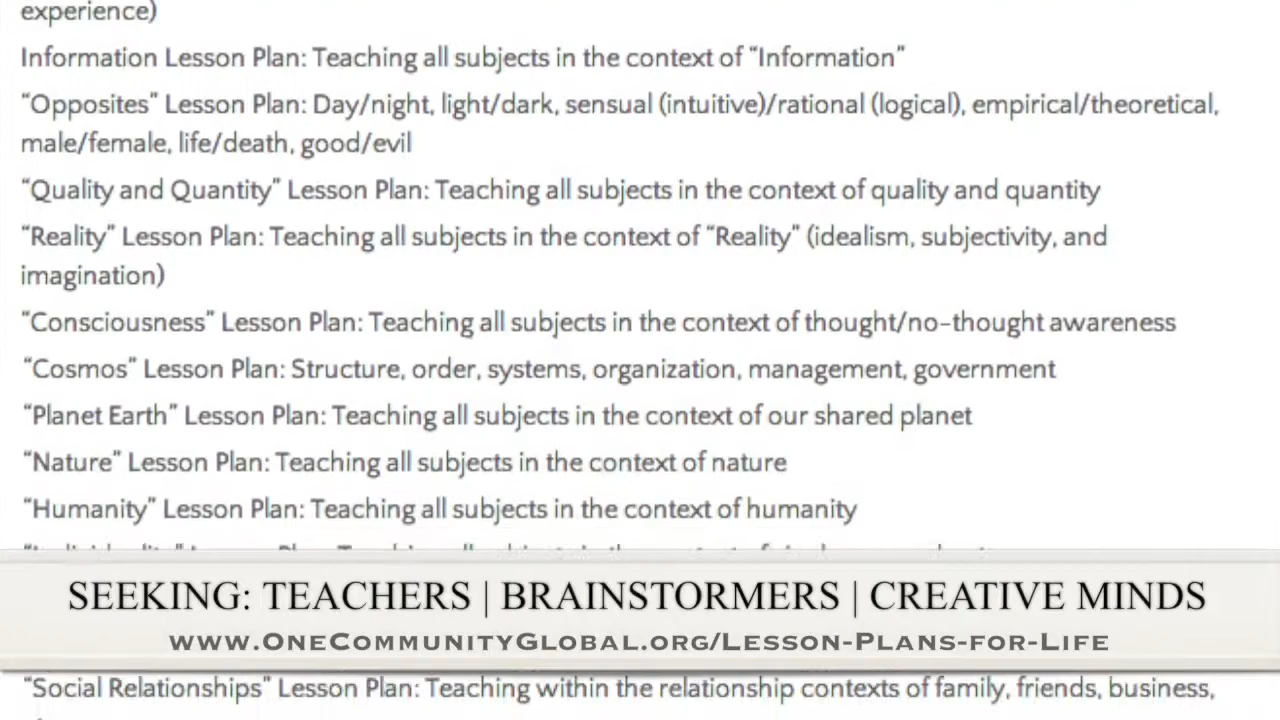 experience)
Information Lesson Plan: Teaching all subjects in the context of “Information”
“Opposites” Lesson Plan: Day/night, light/dark, sensual (intuitive)/rational (logical), empirical/theoretical,
male/female, life/death, good/evil
“Quality and Quantity” Lesson Plan: Teaching all subjects in the context of quality and quantity
“Reality” Lesson Plan: Teaching all subjects in the context of “Reality” (idealism, subjectivity, and
imagination)
“Consciousness” Lesson Plan: Teaching all subjects in the context of thought/no-thought awareness
“Cosmos” Lesson Plan: Structure, order, systems, organization, management, government
“Planet Earth” Lesson Plan: Teaching all subjects in the context of our shared planet
“Nature” Lesson Plan: Teaching all subjects in the context of nature
“Humanity” Lesson Plan: Teaching all subjects in the context of humanity
SEEKING: TEACHERS | BRAINSTORMERS | CREATIVE MINDS
www.OneCommunityGlobal.org/Lesson-Plans-for-Life
“Social Relationships” Lesson Plan: Teaching within the relationship contexts of family, friends, business,